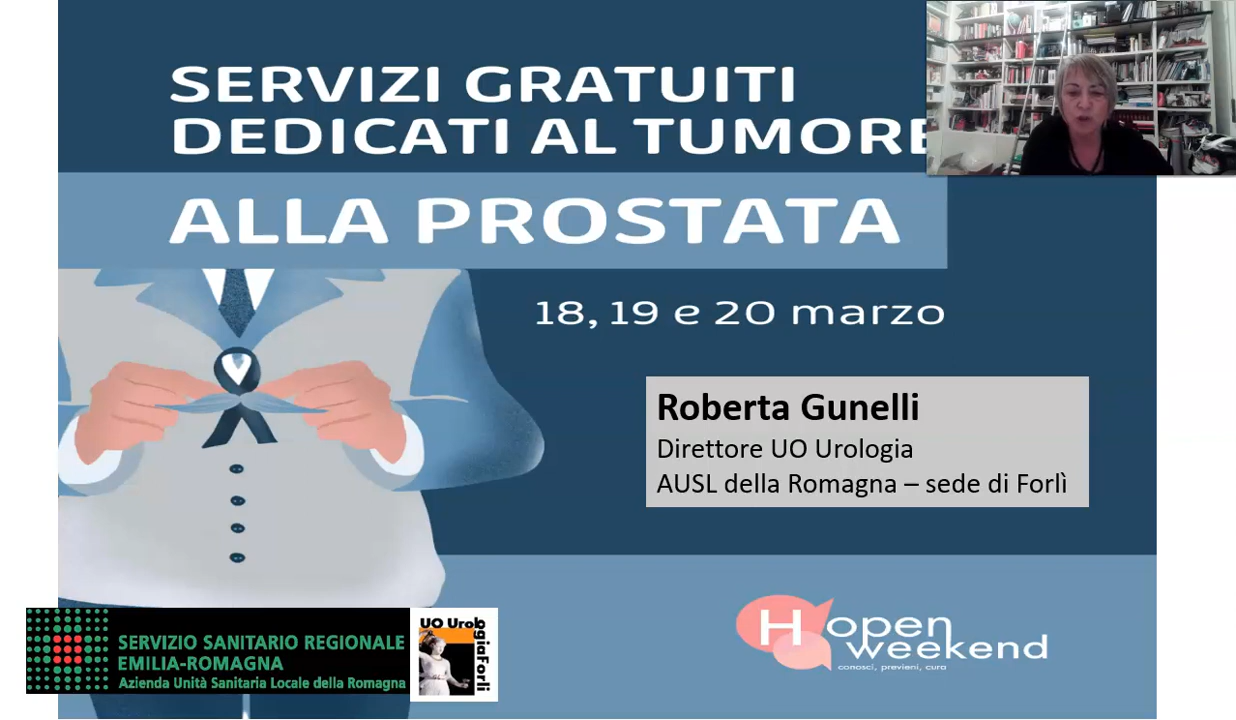 SERVIZI GRATUITI
DEDICATI AL TUMORE
ALLA PROSTATA
18, 19 e 20 marzo
Roberta Gunelli
Direttore UO Urologia
AUSL della Romagna – sede di Forlì
SERVIZIO SANITARIO REGIONALE
EMILIA-ROMAGNA
Azienda Unità Sanitaria Locale della Romagna
UO UrologiaForlì
H open
weekend
conosci, previeni, cura